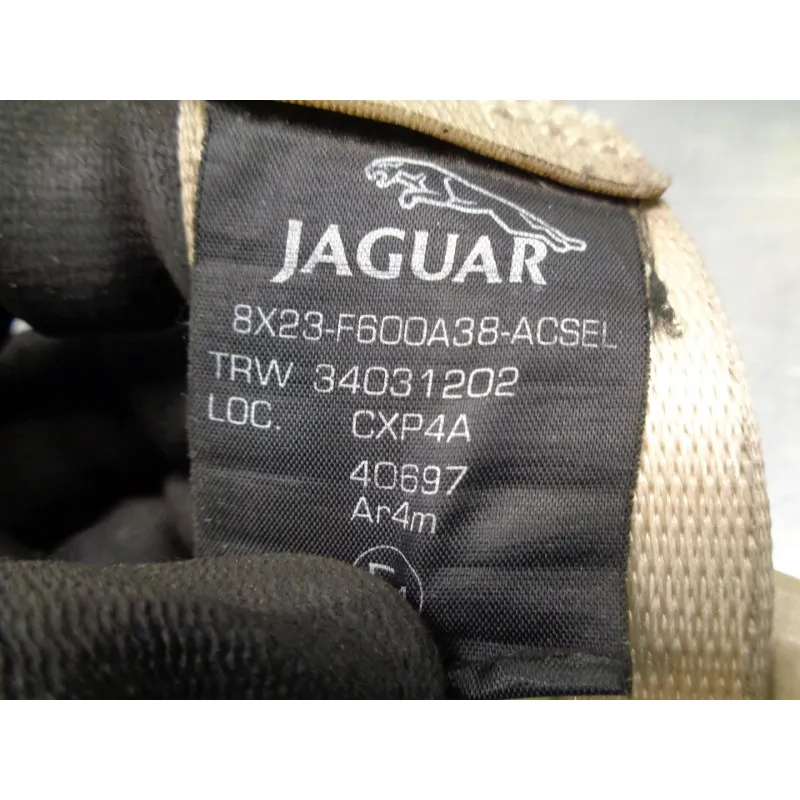 JAGUAR
8X23-F600A38-ACSEL
TRW 34031202
LOC. CXP4A
40697
Ar4m